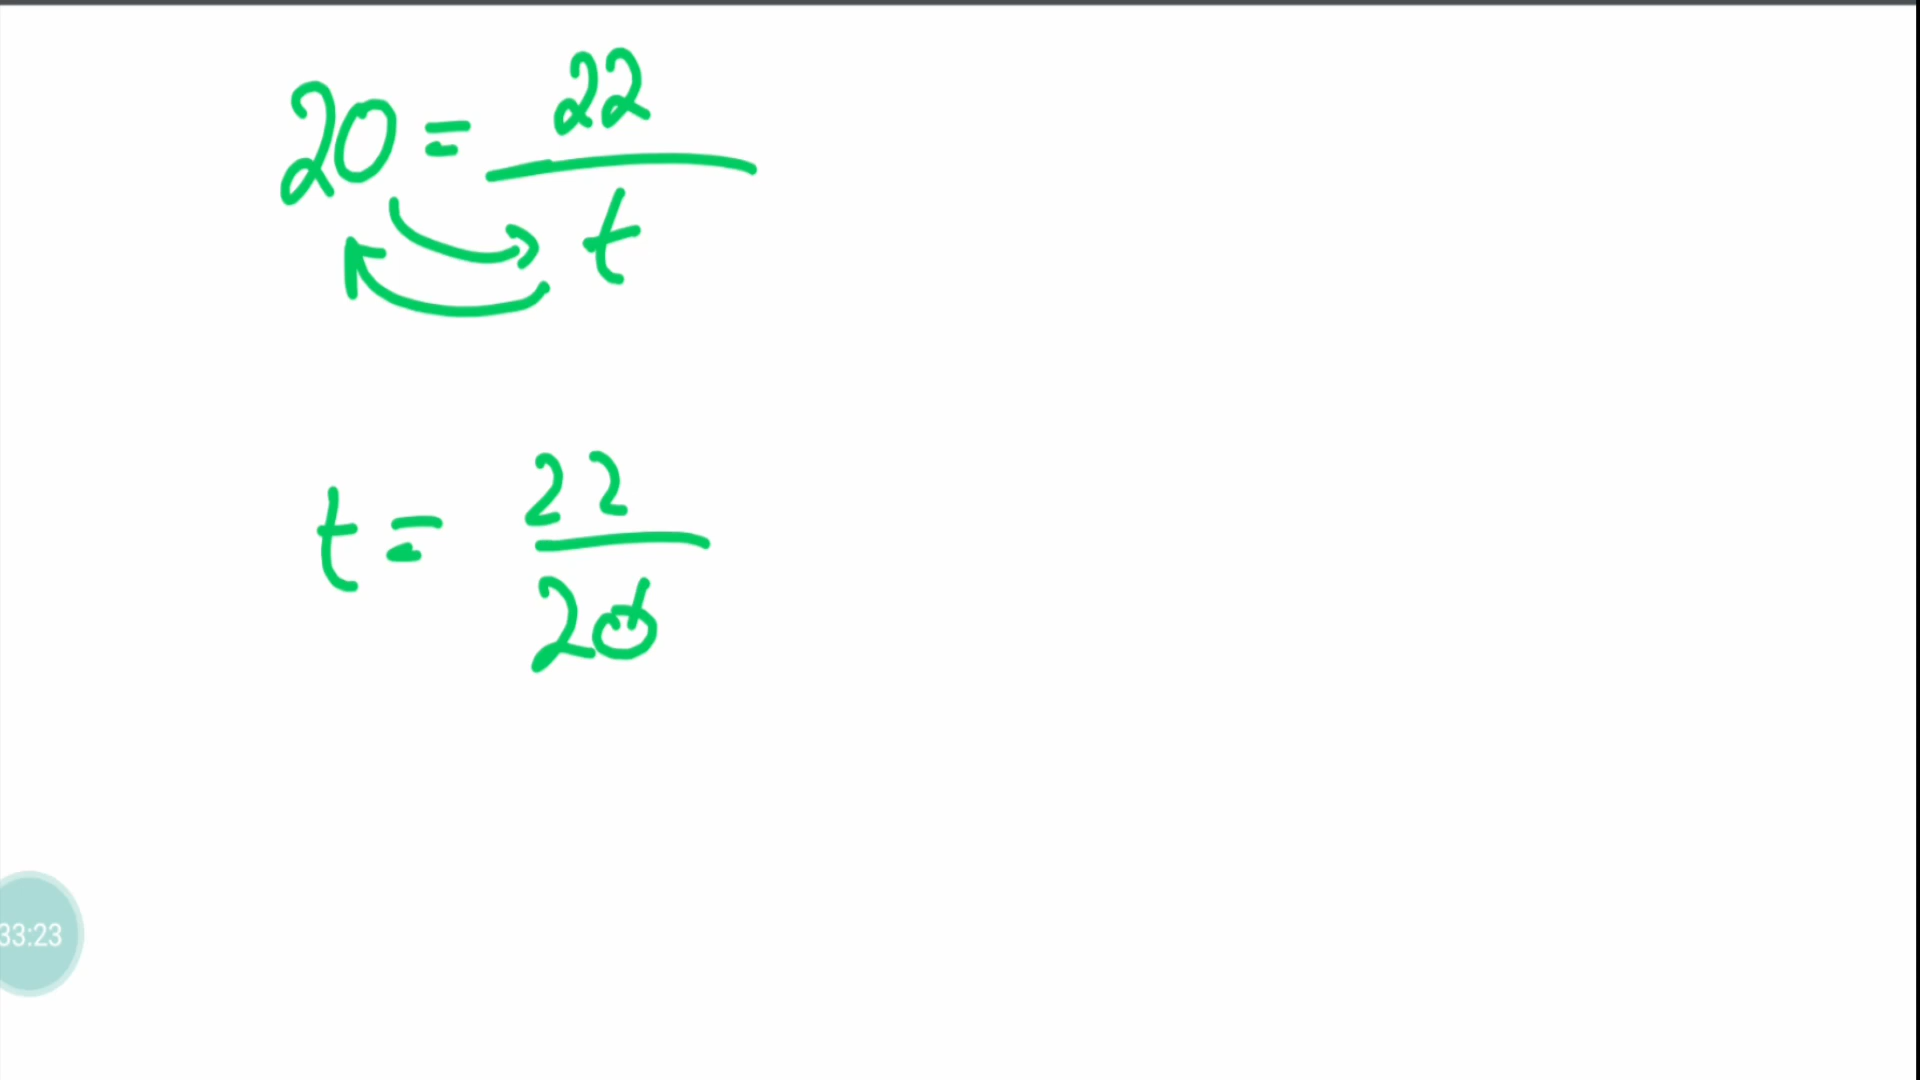 20 = 22/t
t = 22/20
33:23